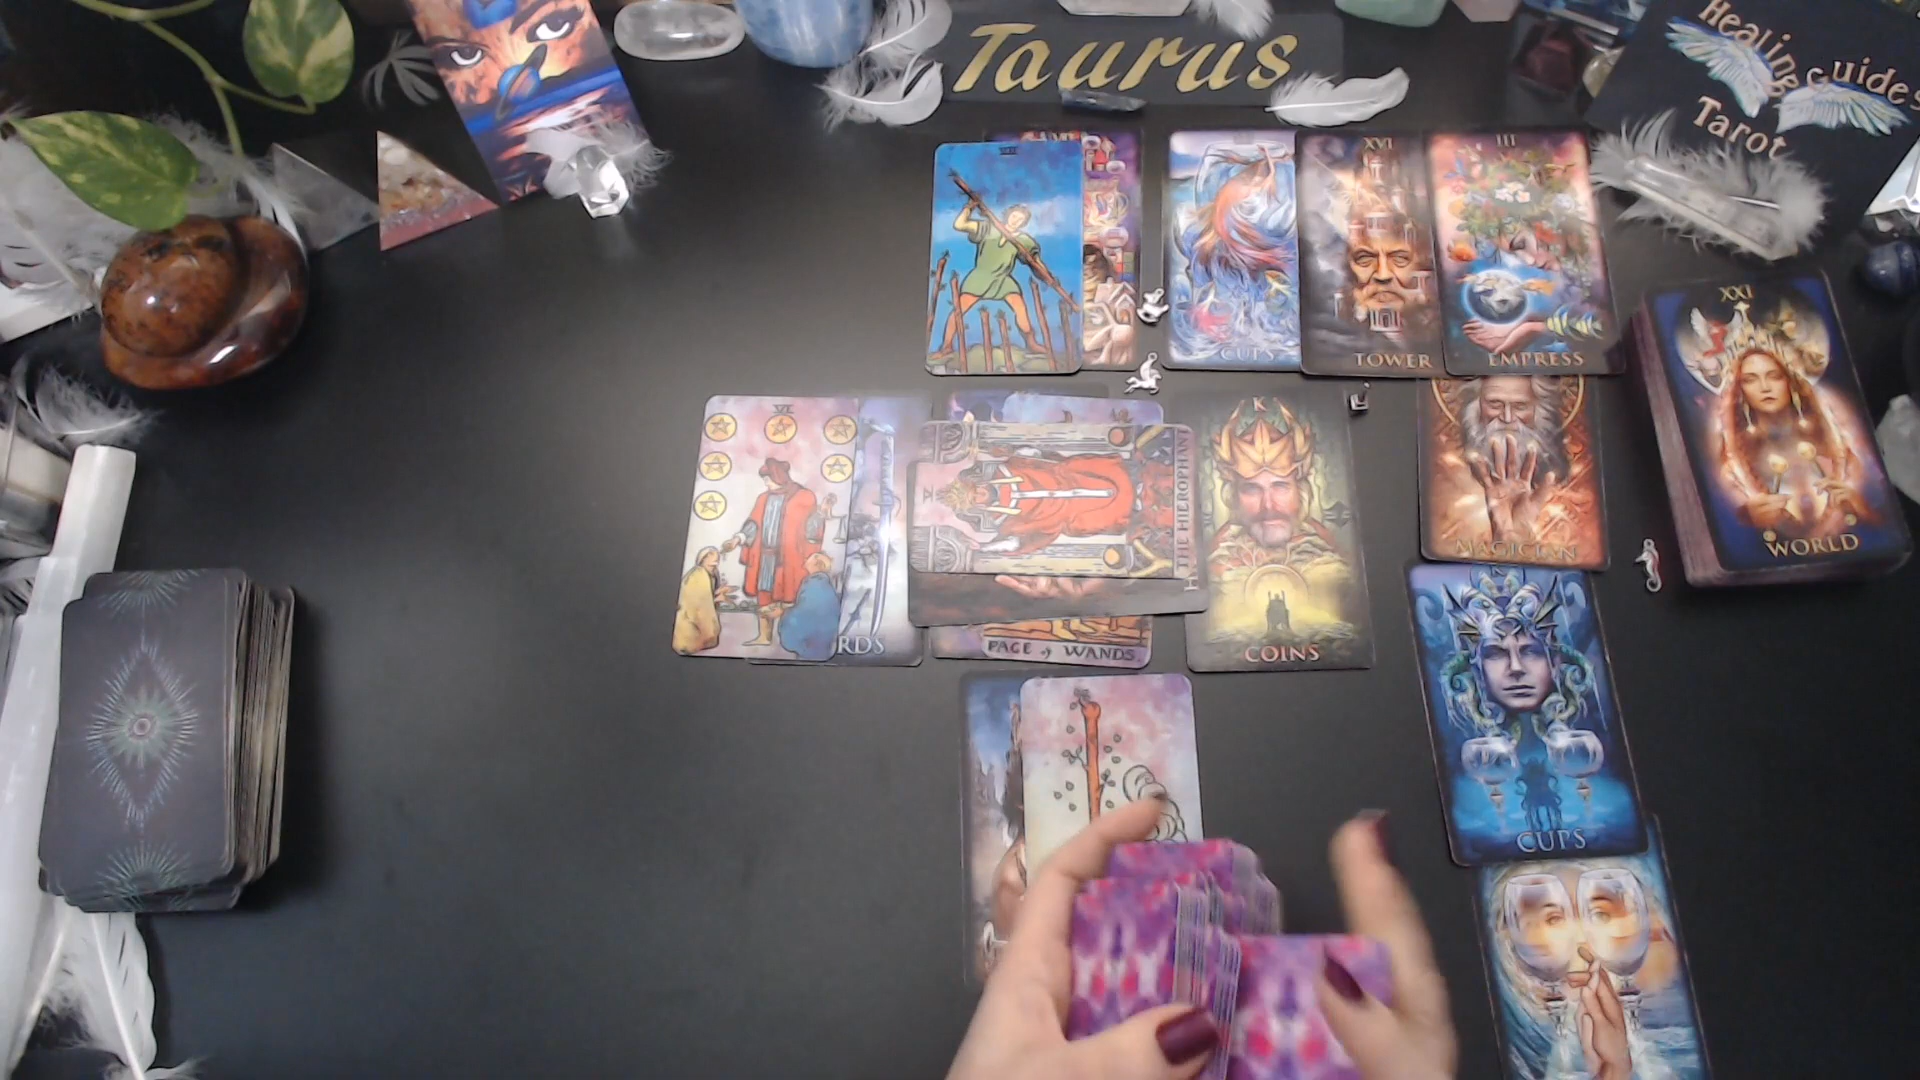 Taurus
Healing
Guides
Tarot
VII
XVI
III
CUPS
TOWER
EMPRESS
XXI
WORLD
VI
K
V
THE HIEROPHANT
MAGICIAN
RDS
PAGE of WANDS
COINS
K
CUPS